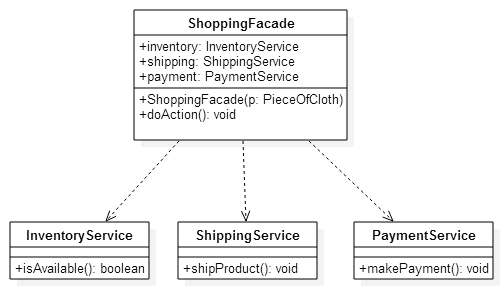 ShoppingFacade
+inventory: InventoryService
+shipping: ShippingService
+payment: PaymentService
+ShoppingFacade(p: PieceOfCloth)
+doAction(): void
InventoryService
+isAvailable(): boolean
ShippingService
+shipProduct(): void
PaymentService
+makePayment(): void